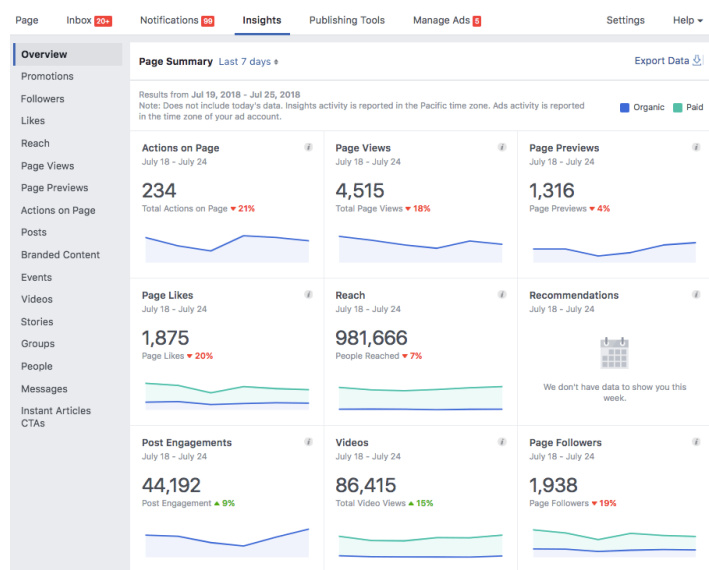 Page Inbox 20+ Notifications 99 Insights Publishing Tools Manage Ads 5 Settings Help
Overview
Promotions
Followers
Likes
Reach
Page Views
Page Previews
Actions on Page
Posts
Branded Content
Events
Videos
Stories
Groups
People
Messages
Instant Articles
CTAs
Page Summary Last 7 days
Export Data
Results from Jul 19, 2018 - Jul 25, 2018
Note: Does not include today's data. Insights activity is reported in the Pacific time zone. Ads activity is reported
in the time zone of your ad account.
Organic Paid
Actions on Page
July 18 - July 24
234
Total Actions on Page 21%
Page Views
July 18 - July 24
4,515
Total Page Views 18%
Page Previews
July 18 - July 24
1,316
Page Previews 4%
Page Likes
July 18 - July 24
1,875
Page Likes 20%
Reach
July 18 - July 24
981,666
People Reached 7%
Recommendations
July 18 - July 24
We don't have data to show you this
week.
Post Engagements
July 18 - July 24
44,192
Post Engagement 9%
Videos
July 18 - July 24
86,415
Total Video Views 15%
Page Followers
July 18 - July 24
1,938
Page Followers 19%